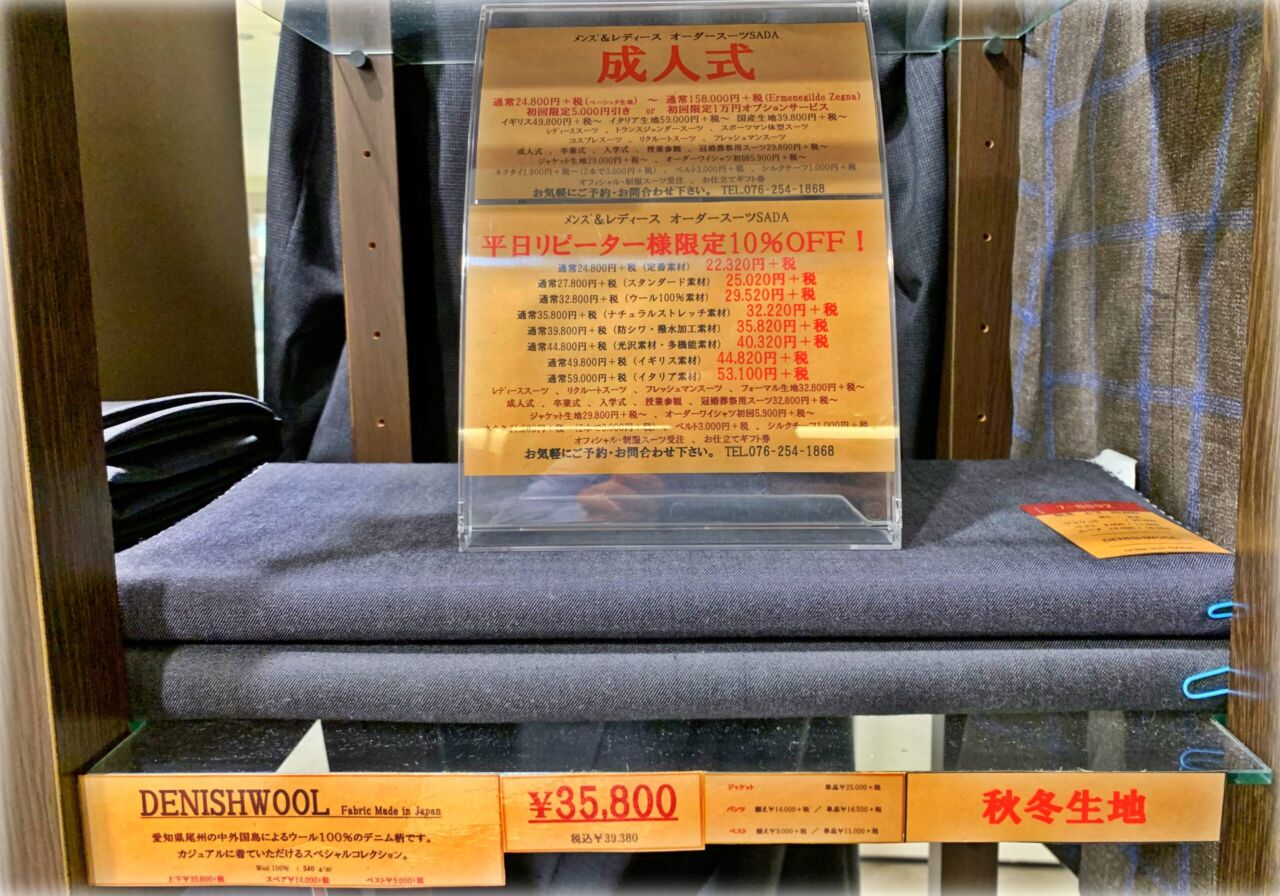 メンズ&レディース オーダースーツSADA
成人式
通常24.800円+税(ベーシック生地) ～ 通常158.000円+税(Ermenegildo Zegna)
初回限定5.000円引き or 初回限定1万円オプションサービス
イギリス49.800円+税～ イタリア生地59.000円+税～ 国産生地39.800円+税～
レディーススーツ 、トランスジェンダースーツ 、スポーツマン体型スーツ
コスプレスーツ 、リクルートスーツ 、フレッシュマンスーツ
成人式 、卒業式 、入学式 、授業参観 、冠婚葬祭用スーツ29.800円+税～
ジャケット生地29.000円+税～ 、オーダーワイシャツ初回5.900円+税～
ネクタイ1.900円+税～(2本で3.000円+税) 、ベルト3.000円+税 、シルクチーフ1.000円+税
オフィシャル・制服スーツ受注 、お仕立てギフト券
お気軽にご予約・お問合わせ下さい。 TEL.076-254-1868
メンズ&レディース オーダースーツSADA
平日リピーター様限定10%OFF！
通常24.800円+税(定番素材) 22.320円+税
通常27.800円+税(スタンダード素材) 25.020円+税
通常32.800円+税(ウール100%素材) 29.520円+税
通常35.800円+税(ナチュラルストレッチ素材) 32.220円+税
通常39.800円+税(防シワ・撥水加工素材) 35.820円+税
通常44.800円+税(光沢素材・多機能素材) 40.320円+税
通常49.800円+税(イギリス素材) 44.820円+税
通常59.000円+税(イタリア素材) 53.100円+税
レディーススーツ 、リクルートスーツ 、フレッシュマンスーツ 、フォーマル生地32.800円+税～
成人式 、卒業式 、入学式 、授業参観 、冠婚葬祭用スーツ32.800円+税～
ジャケット生地29.800円+税～ 、オーダーワイシャツ初回5.900円+税～
ベルト3.000円+税 、シルクチーフ1.000円+税
オフィシャル・制服スーツ受注 、お仕立てギフト券
お気軽にご予約・お問合わせ下さい。 TEL.076-254-1868
DENISHWOOL
DENISHWOOL Fabric Made in Japan
愛知県尾州の中外国島によるウール100%のデニム柄です。
カジュアルに着ていただけるスペシャルコレクション。
Wool 100% : 580 g/m)
上下¥35.800+税 スペア¥14.000+税 ベスト¥9.000+税
¥35,800
税込¥39.380
ジャケット 単品¥25,000+税
パンツ 揃え¥14,000+税 / 単品¥16,500+税
ベスト 揃え¥9,000+税 / 単品¥11,000+税
秋冬生地